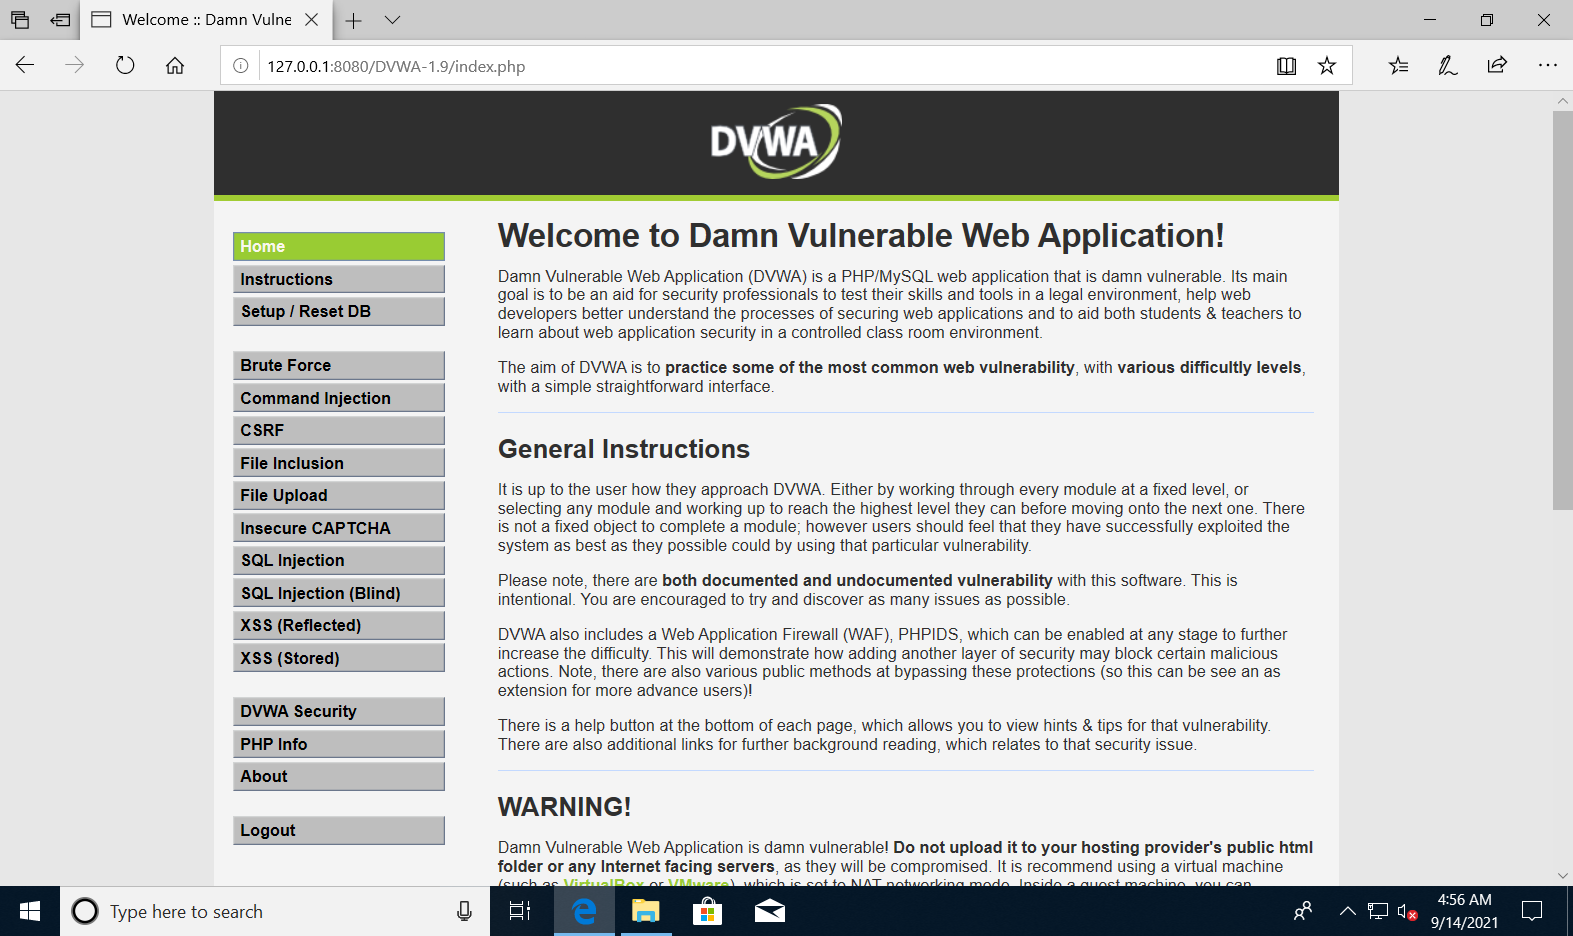 Welcome :: Damn Vulne
127.0.0.1:8080/DVWA-1.9/index.php
DVWA
Home
Instructions
Setup / Reset DB
Brute Force
Command Injection
CSRF
File Inclusion
File Upload
Insecure CAPTCHA
SQL Injection
SQL Injection (Blind)
XSS (Reflected)
XSS (Stored)
DVWA Security
PHP Info
About
Logout
Welcome to Damn Vulnerable Web Application!
Damn Vulnerable Web Application (DVWA) is a PHP/MySQL web application that is damn vulnerable. Its main
goal is to be an aid for security professionals to test their skills and tools in a legal environment, help web
developers better understand the processes of securing web applications and to aid both students & teachers to
learn about web application security in a controlled class room environment.
The aim of DVWA is to practice some of the most common web vulnerability, with various difficultly levels,
with a simple straightforward interface.
General Instructions
It is up to the user how they approach DVWA. Either by working through every module at a fixed level, or
selecting any module and working up to reach the highest level they can before moving onto the next one. There
is not a fixed object to complete a module; however users should feel that they have successfully exploited the
system as best as they possible could by using that particular vulnerability.
Please note, there are both documented and undocumented vulnerability with this software. This is
intentional. You are encouraged to try and discover as many issues as possible.
DVWA also includes a Web Application Firewall (WAF), PHPIDS, which can be enabled at any stage to further
increase the difficulty. This will demonstrate how adding another layer of security may block certain malicious
actions. Note, there are also various public methods at bypassing these protections (so this can be see an as
extension for more advance users)!
There is a help button at the bottom of each page, which allows you to view hints & tips for that vulnerability.
There are also additional links for further background reading, which relates to that security issue.
WARNING!
Damn Vulnerable Web Application is damn vulnerable! Do not upload it to your hosting provider's public html
folder or any Internet facing servers, as they will be compromised. It is recommend using a virtual machine
(such as VirtualBox or VMware), which is set to NAT networking mode. Inside a guest machine, you can
Type here to search
4:56 AM
9/14/2021